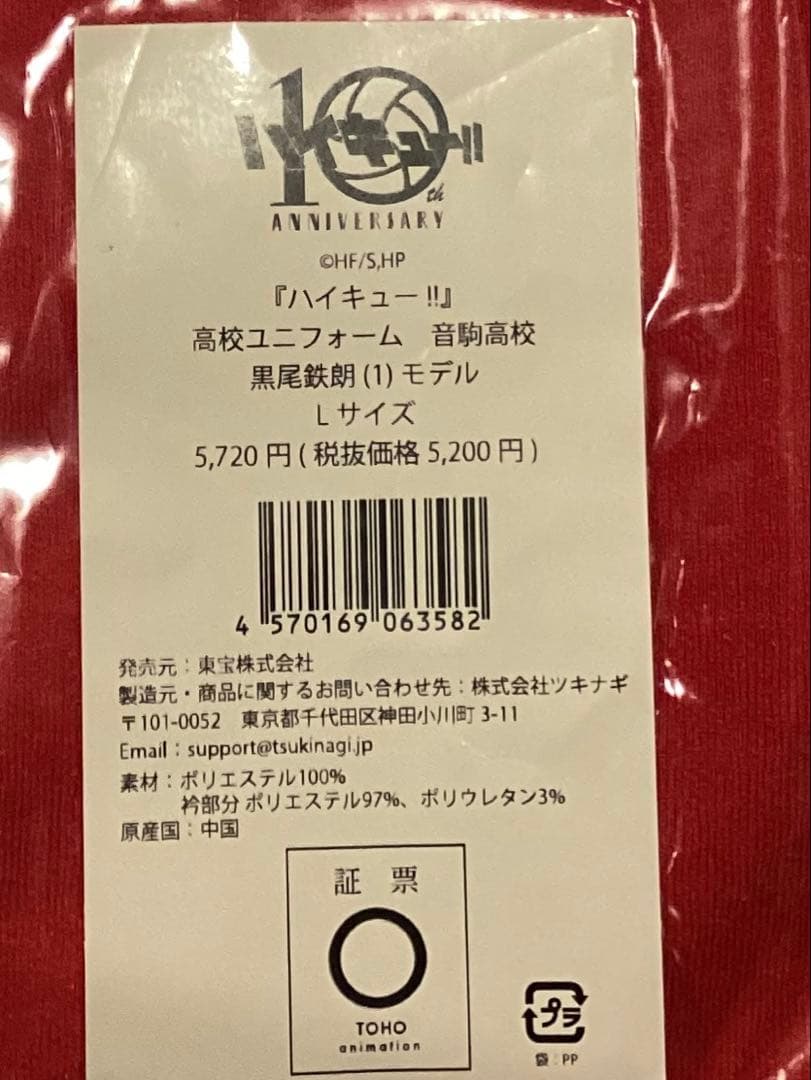 ハイキュー!!
10th
ANNIVERSARY
©HF/S,HP
『ハイキュー!!』
高校ユニフォーム　音駒高校
黒尾鉄朗 (1) モデル
L サイズ
5,720 円 ( 税抜価格 5,200 円 )
4 570169 063582
発売元：東宝株式会社
製造元・商品に関するお問い合わせ先：株式会社ツキナギ
〒101-0052　東京都千代田区神田小川町 3-11
Email：support@tsukinagi.jp
素材：ポリエステル100%
衿部分 ポリエステル97%、ポリウレタン3%
原産国：中国
証 票
TOHO
animation
プラ
袋：PP